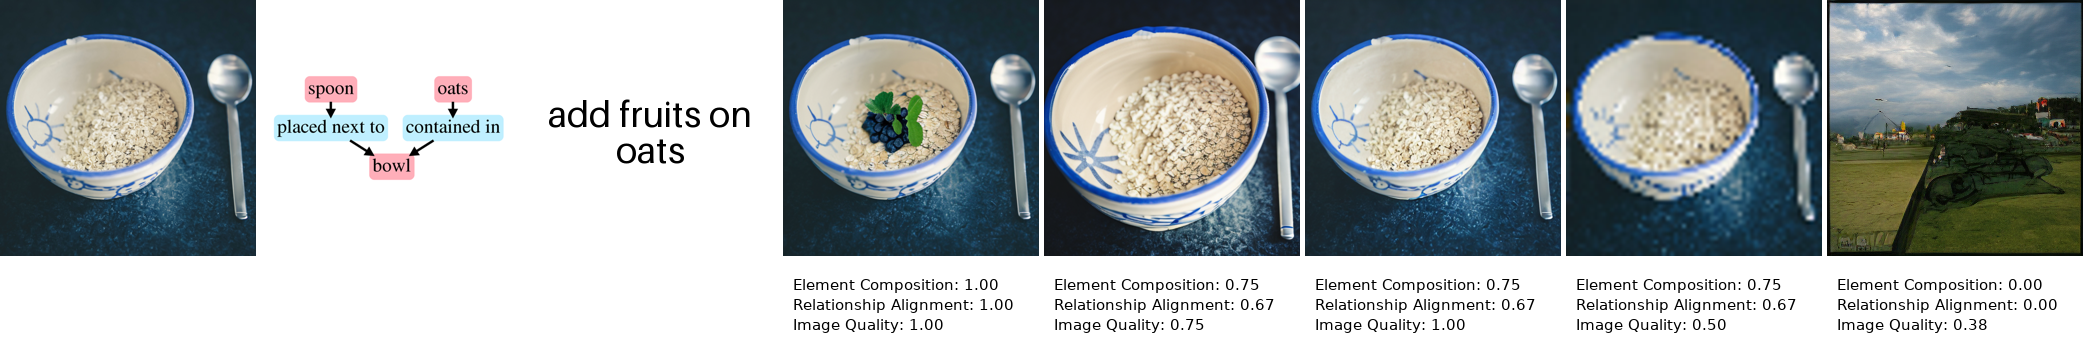 spoon
oats
placed next to
contained in
bowl
add fruits on
oats
Element Composition: 1.00
Relationship Alignment: 1.00
Image Quality: 1.00
Element Composition: 0.75
Relationship Alignment: 0.67
Image Quality: 0.75
Element Composition: 0.75
Relationship Alignment: 0.67
Image Quality: 1.00
Element Composition: 0.75
Relationship Alignment: 0.67
Image Quality: 0.50
Element Composition: 0.00
Relationship Alignment: 0.00
Image Quality: 0.38